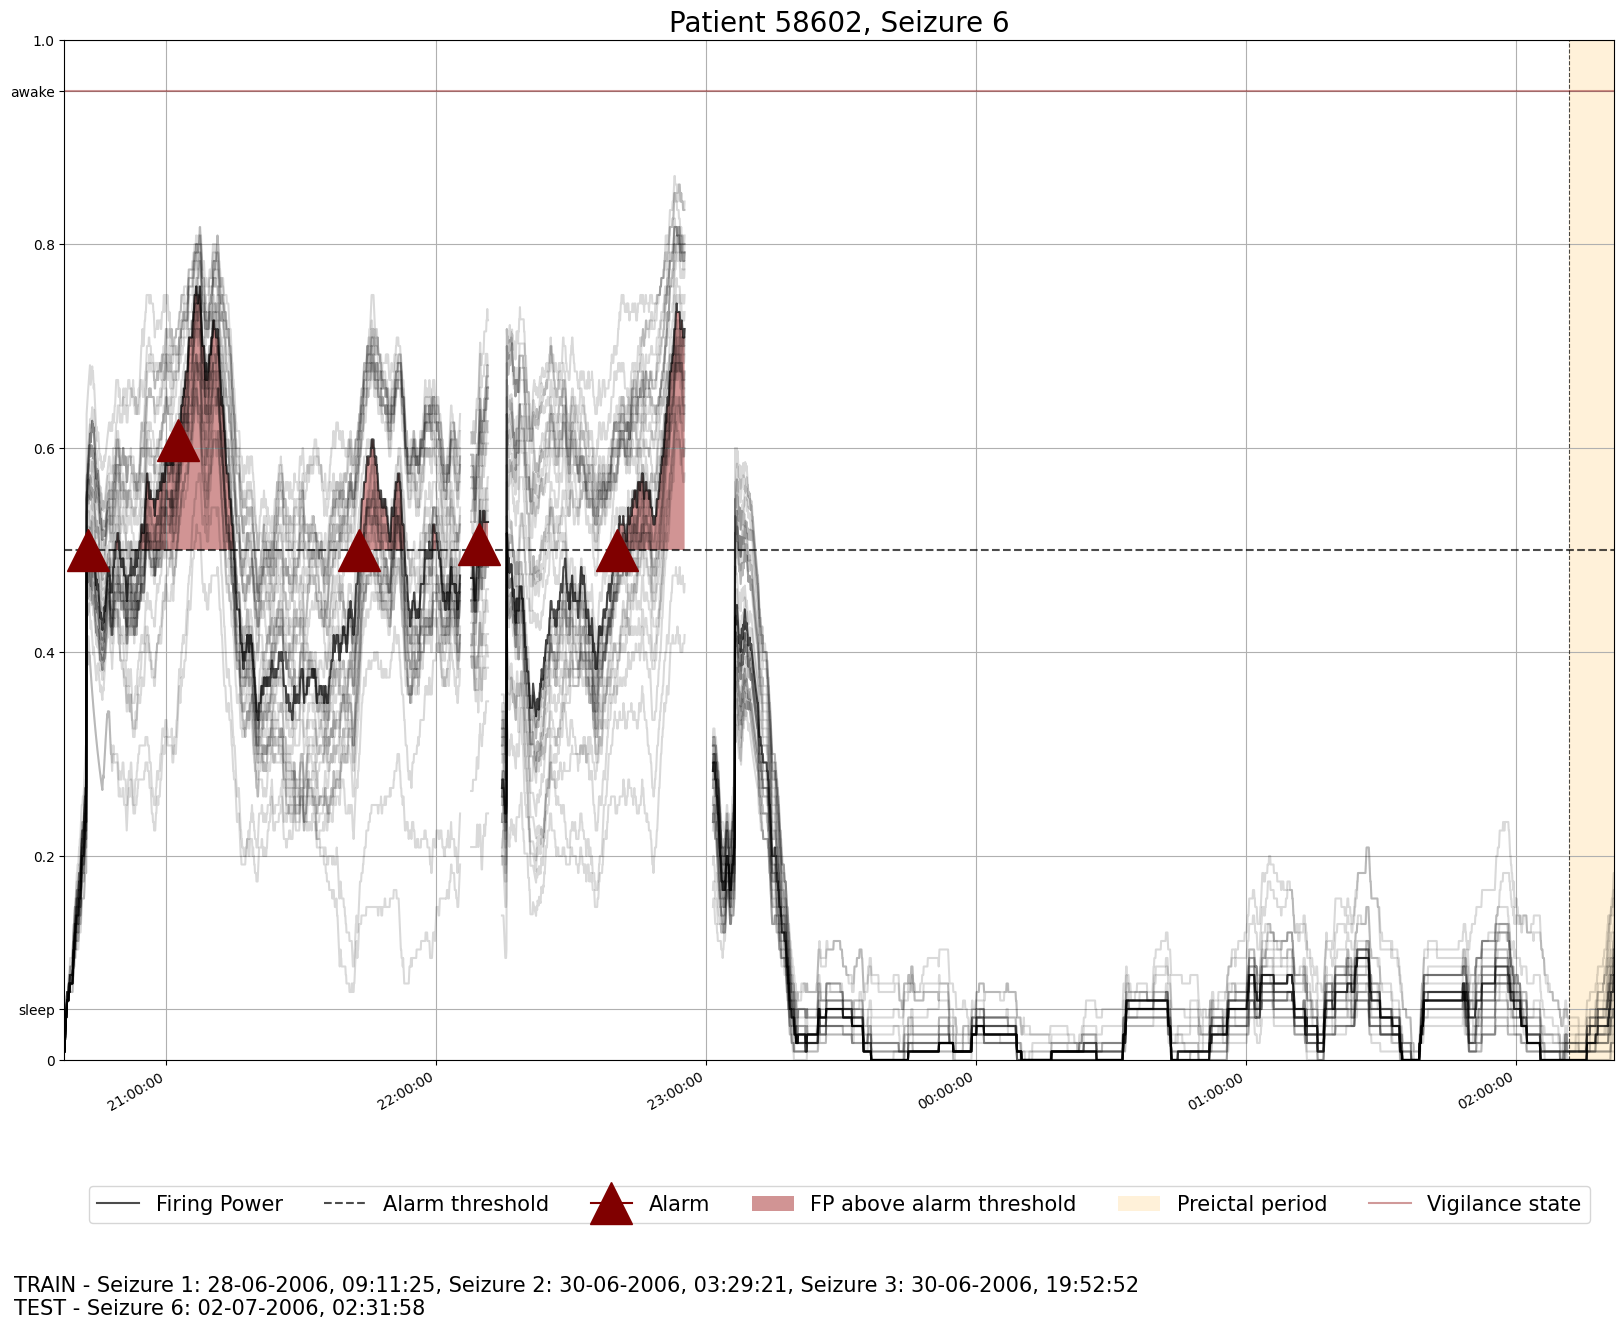 Patient 58602, Seizure 6
1.0
awake
0.8
0.6
0.4
0.2
sleep
0
21:00:00 22:00:00 23:00:00 00:00:00 01:00:00 02:00:00
Firing Power Alarm threshold Alarm FP above alarm threshold Preictal period Vigilance state
TRAIN - Seizure 1: 28-06-2006, 09:11:25, Seizure 2: 30-06-2006, 03:29:21, Seizure 3: 30-06-2006, 19:52:52
TEST - Seizure 6: 02-07-2006, 02:31:58